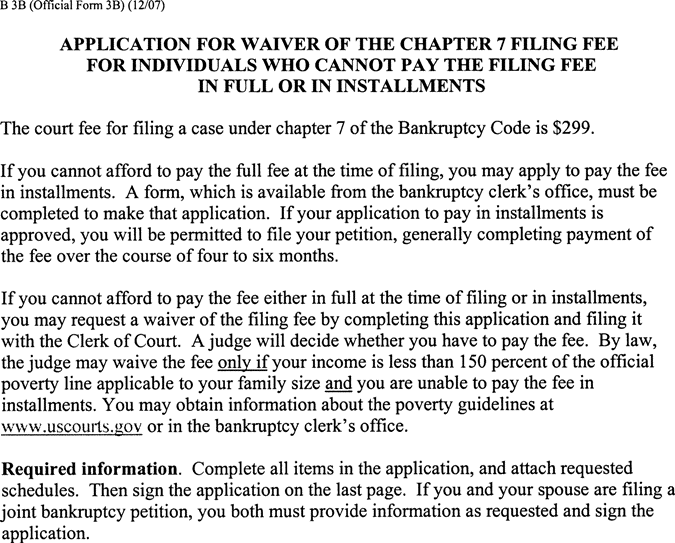 B 3B (Official Form 3B) (12/07)
APPLICATION FOR WAIVER OF THE CHAPTER 7 FILING FEE
FOR INDIVIDUALS WHO CANNOT PAY THE FILING FEE
IN FULL OR IN INSTALLMENTS
The court fee for filing a case under chapter 7 of the Bankruptcy Code is $299.
If you cannot afford to pay the full fee at the time of filing, you may apply to pay the fee
in installments. A form, which is available from the bankruptcy clerk's office, must be
completed to make that application. If your application to pay in installments is
approved, you will be permitted to file your petition, generally completing payment of
the fee over the course of four to six months.
If you cannot afford to pay the fee either in full at the time of filing or in installments,
you may request a waiver of the filing fee by completing this application and filing it
with the Clerk of Court. A judge will decide whether you have to pay the fee. By law,
the judge may waive the fee only if your income is less than 150 percent of the official
poverty line applicable to your family size and you are unable to pay the fee in
installments. You may obtain information about the poverty guidelines at
www.uscourts.gov or in the bankruptcy clerk's office.
Required information. Complete all items in the application, and attach requested
schedules. Then sign the application on the last page. If you and your spouse are filing a
joint bankruptcy petition, you both must provide information as requested and sign the
application.